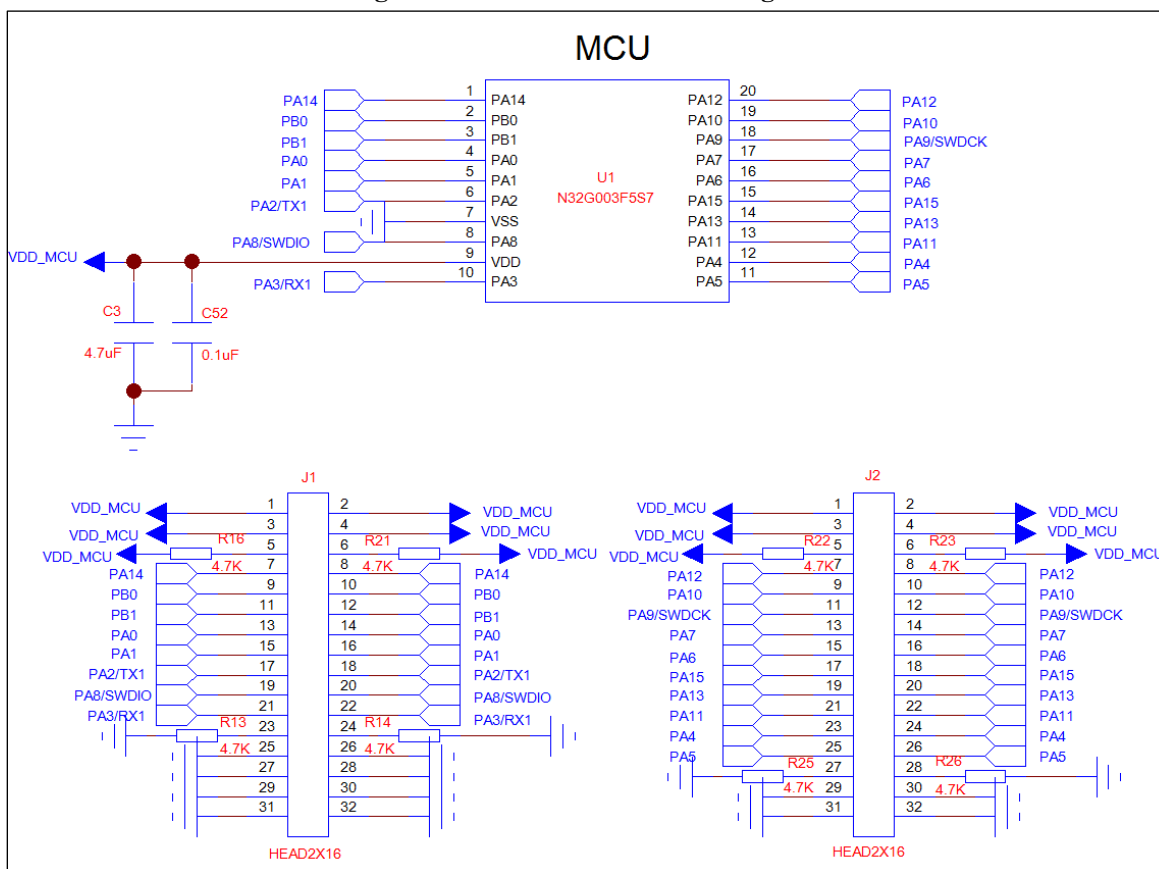 MCU
PA14 1 PA14 PA12 20 PA12
PB0 2 PB0 PA10 19 PA10
PB1 3 PB1 PA9 18 PA9/SWDCK
PA0 4 PA0 PA7 17 PA7
PA1 5 PA1 U1 PA6 16 PA6
PA2/TX1 6 PA2 N32G003F5S7 PA15 15 PA15
7 VSS PA13 14 PA13
PA8/SWDIO 8 PA8 PA11 13 PA11
VDD_MCU 9 VDD PA4 12 PA4
PA3/RX1 10 PA3 PA5 11 PA5
C3 C52
4.7uF 0.1uF
J1
VDD_MCU 1 2 VDD_MCU
VDD_MCU 3 4 VDD_MCU
VDD_MCU R16 5 6 R21 VDD_MCU
4.7K 4.7K
PA14 7 8 PA14
PB0 9 10 PB0
PB1 11 12 PB1
PA0 13 14 PA0
PA1 15 16 PA1
PA2/TX1 17 18 PA2/TX1
PA8/SWDIO 19 20 PA8/SWDIO
PA3/RX1 21 22 PA3/RX1
R13 23 24 R14
4.7K 25 26 4.7K
27 28
29 30
31 32
HEAD2X16
J2
VDD_MCU 1 2 VDD_MCU
VDD_MCU 3 4 VDD_MCU
VDD_MCU R22 5 6 R23 VDD_MCU
4.7K 4.7K
PA12 7 8 PA12
PA10 9 10 PA10
PA9/SWDCK 11 12 PA9/SWDCK
PA7 13 14 PA7
PA6 15 16 PA6
PA15 17 18 PA15
PA13 19 20 PA13
PA11 21 22 PA11
PA4 23 24 PA4
PA5 25 26 PA5
R25 27 28 R26
4.7K 29 30 4.7K
31 32
HEAD2X16